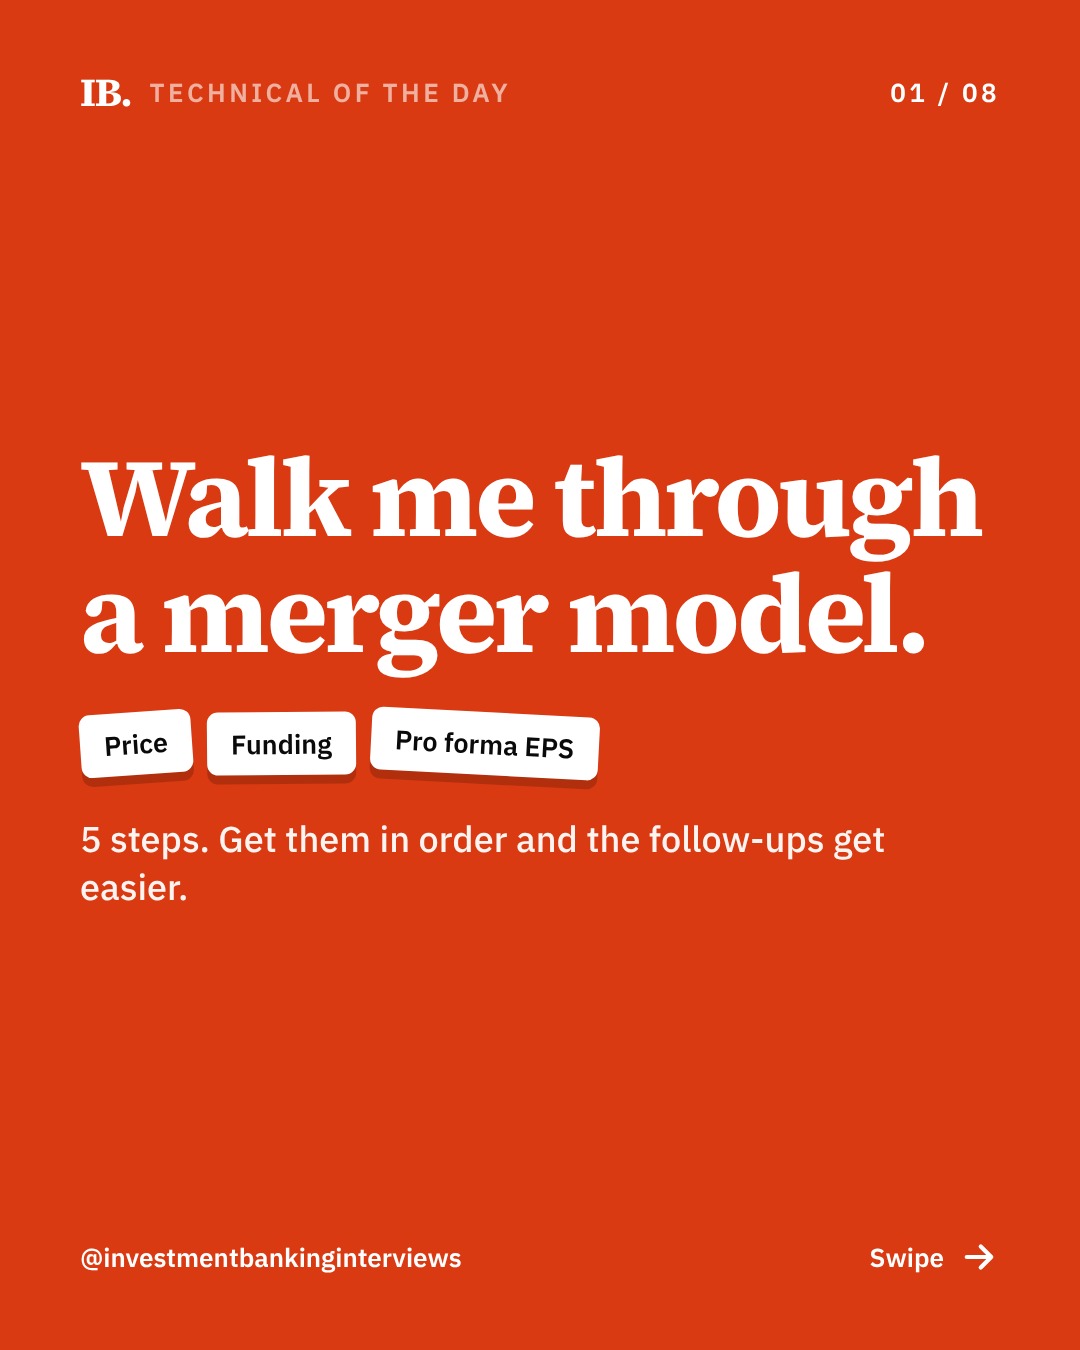 IB. TECHNICAL OF THE DAY 01 / 08
Walk me through
a merger model.
Price Funding Pro forma EPS
5 steps. Get them in order and the follow-ups get
easier.
@investmentbankinginterviews Swipe →